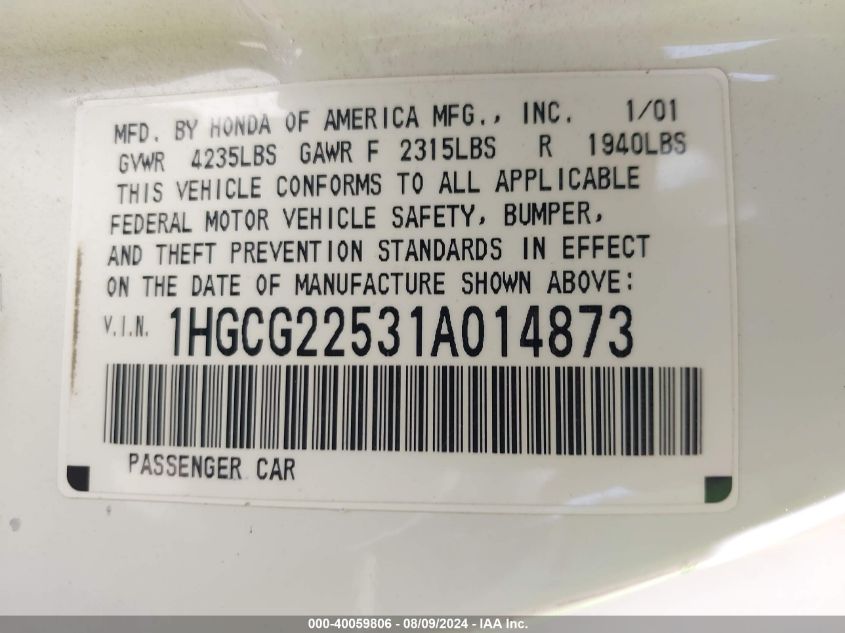 MFD. BY HONDA OF AMERICA MFG., INC. 1/01
GVWR 4235LBS GAWR F 2315LBS R 1940LBS
THIS VEHICLE CONFORMS TO ALL APPLICABLE
FEDERAL MOTOR VEHICLE SAFETY, BUMPER,
AND THEFT PREVENTION STANDARDS IN EFFECT
ON THE DATE OF MANUFACTURE SHOWN ABOVE:
V.I.N. 1HGCG22531A014873
PASSENGER CAR
000-40059806 - 08/09/2024 - IAA Inc.